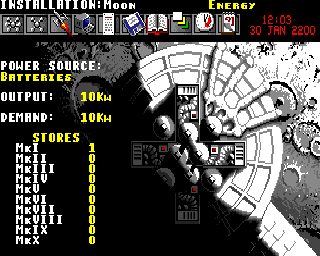 INSTALLATION:Moon Energy
12:03
30 JAN 2200
POWER SOURCE:
Batteries
OUTPUT: 10Kw
DEMAND: 10Kw
STORES
MkI 1
MkII 0
MkIII 0
MkIV 0
MkV 0
MkVI 0
MkVII 0
MkVIII 0
MkIX 0
MkX 0